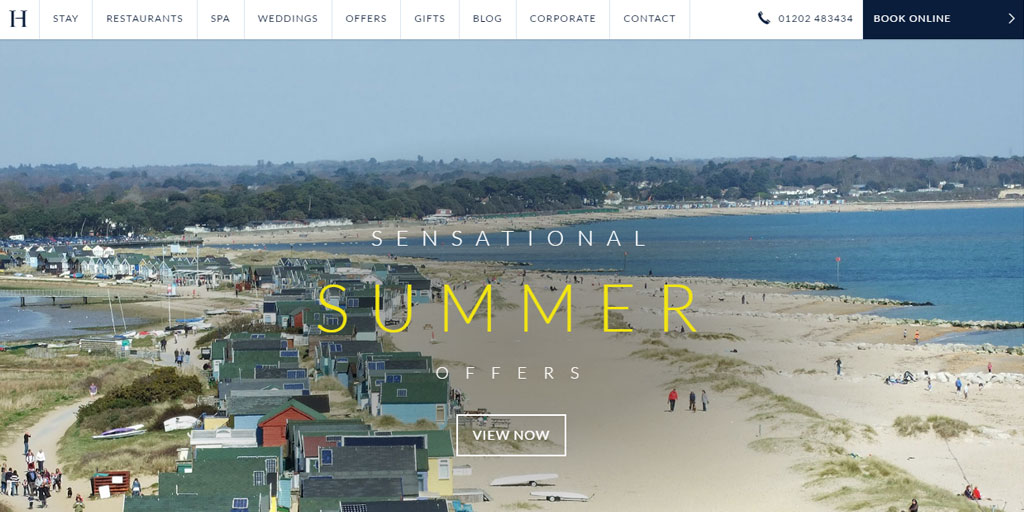 H
STAY
RESTAURANTS
SPA
WEDDINGS
OFFERS
GIFTS
BLOG
CORPORATE
CONTACT
01202 483434
BOOK ONLINE
SENSATIONAL
SUMMER
OFFERS
VIEW NOW